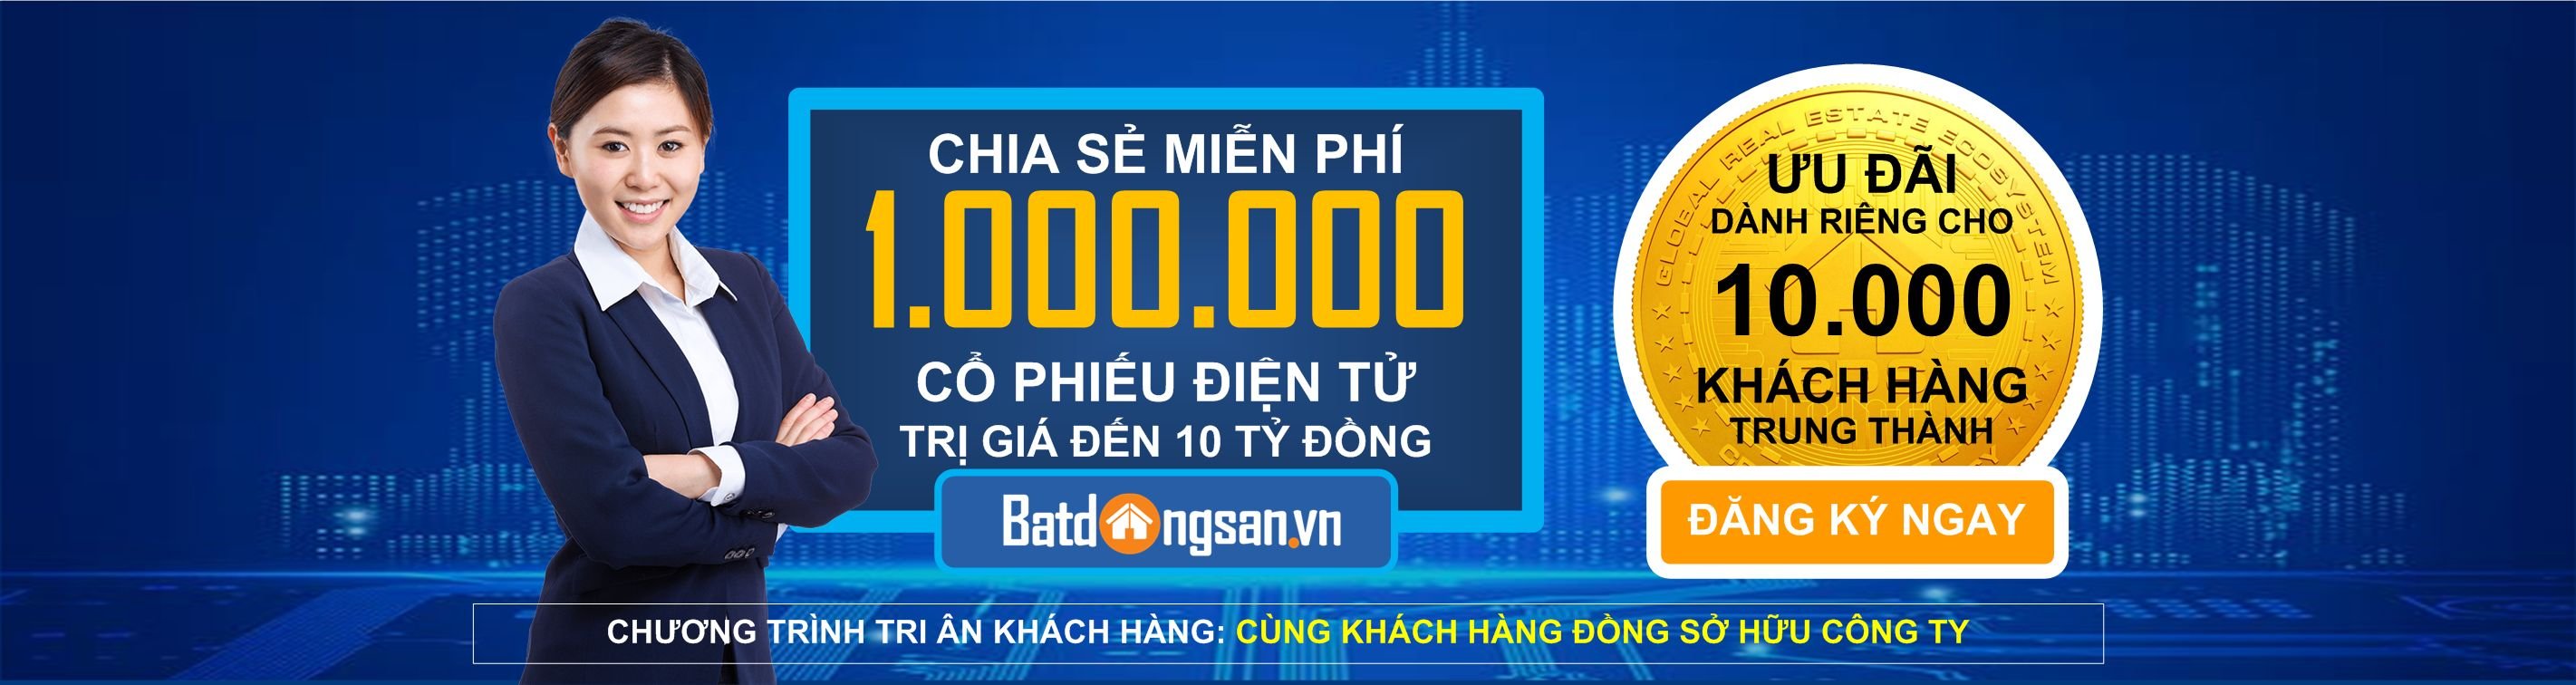 CHIA SẺ MIỄN PHÍ
1.000.000
CỔ PHIẾU ĐIỆN TỬ
TRỊ GIÁ ĐẾN 10 TỶ ĐỒNG
Batdongsan.vn
GLOBAL REAL ESTATE ECOSYSTEM
ƯU ĐÃI
DÀNH RIÊNG CHO
10.000
KHÁCH HÀNG
TRUNG THÀNH
ĐĂNG KÝ NGAY
CHƯƠNG TRÌNH TRI ÂN KHÁCH HÀNG: CÙNG KHÁCH HÀNG ĐỒNG SỞ HỮU CÔNG TY